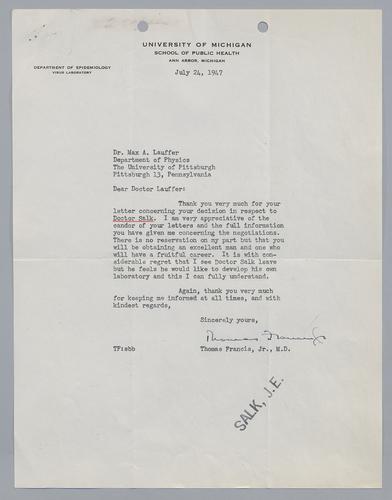 UNIVERSITY OF MICHIGAN
SCHOOL OF PUBLIC HEALTH
ANN ARBOR, MICHIGAN
DEPARTMENT OF EPIDEMIOLOGY
VIRUS LABORATORY
July 24, 1947
Dr. Max A. Lauffer
Department of Physics
The University of Pittsburgh
Pittsburgh 13, Pennsylvania
Dear Doctor Lauffer:
Thank you very much for your
letter concerning your decision in respect to
Doctor Salk. I am very appreciative of the
candor of your letters and the full information
you have given me concerning the negotiations.
There is no reservation on my part but that you
will be obtaining an excellent man and one who
will have a fruitful career. It is with con-
siderable regret that I see Doctor Salk leave
but he feels he would like to develop his own
laboratory and this I can fully understand.
Again, thank you very much
for keeping me informed at all times, and with
kindest regards,
Sincerely yours,
Thomas Francis Jr
TF:sbb
Thomas Francis, Jr., M.D.
SALK, J.E.